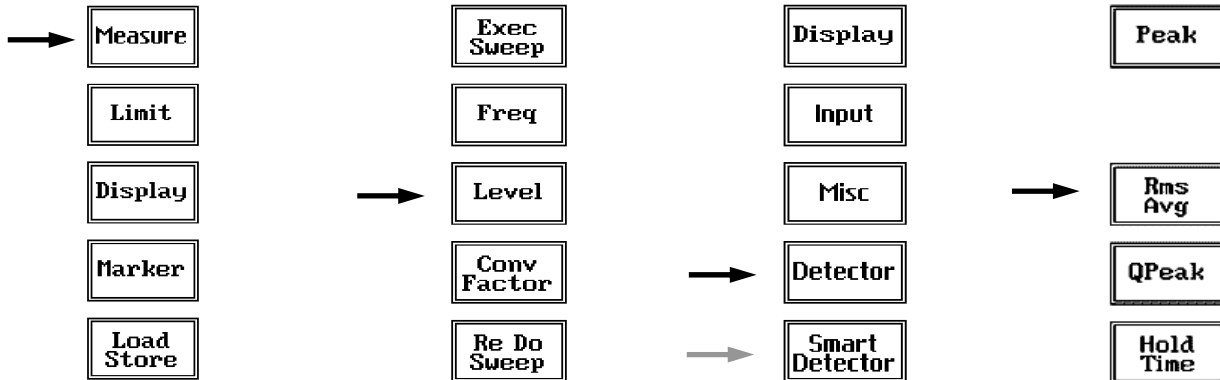 Measure
Limit
Display
Marker
Load
Store
Exec
Sweep
Freq
Level
Conv
Factor
Re Do
Sweep
Display
Input
Misc
Detector
Smart
Detector
Peak
Rms
Avg
QPeak
Hold
Time